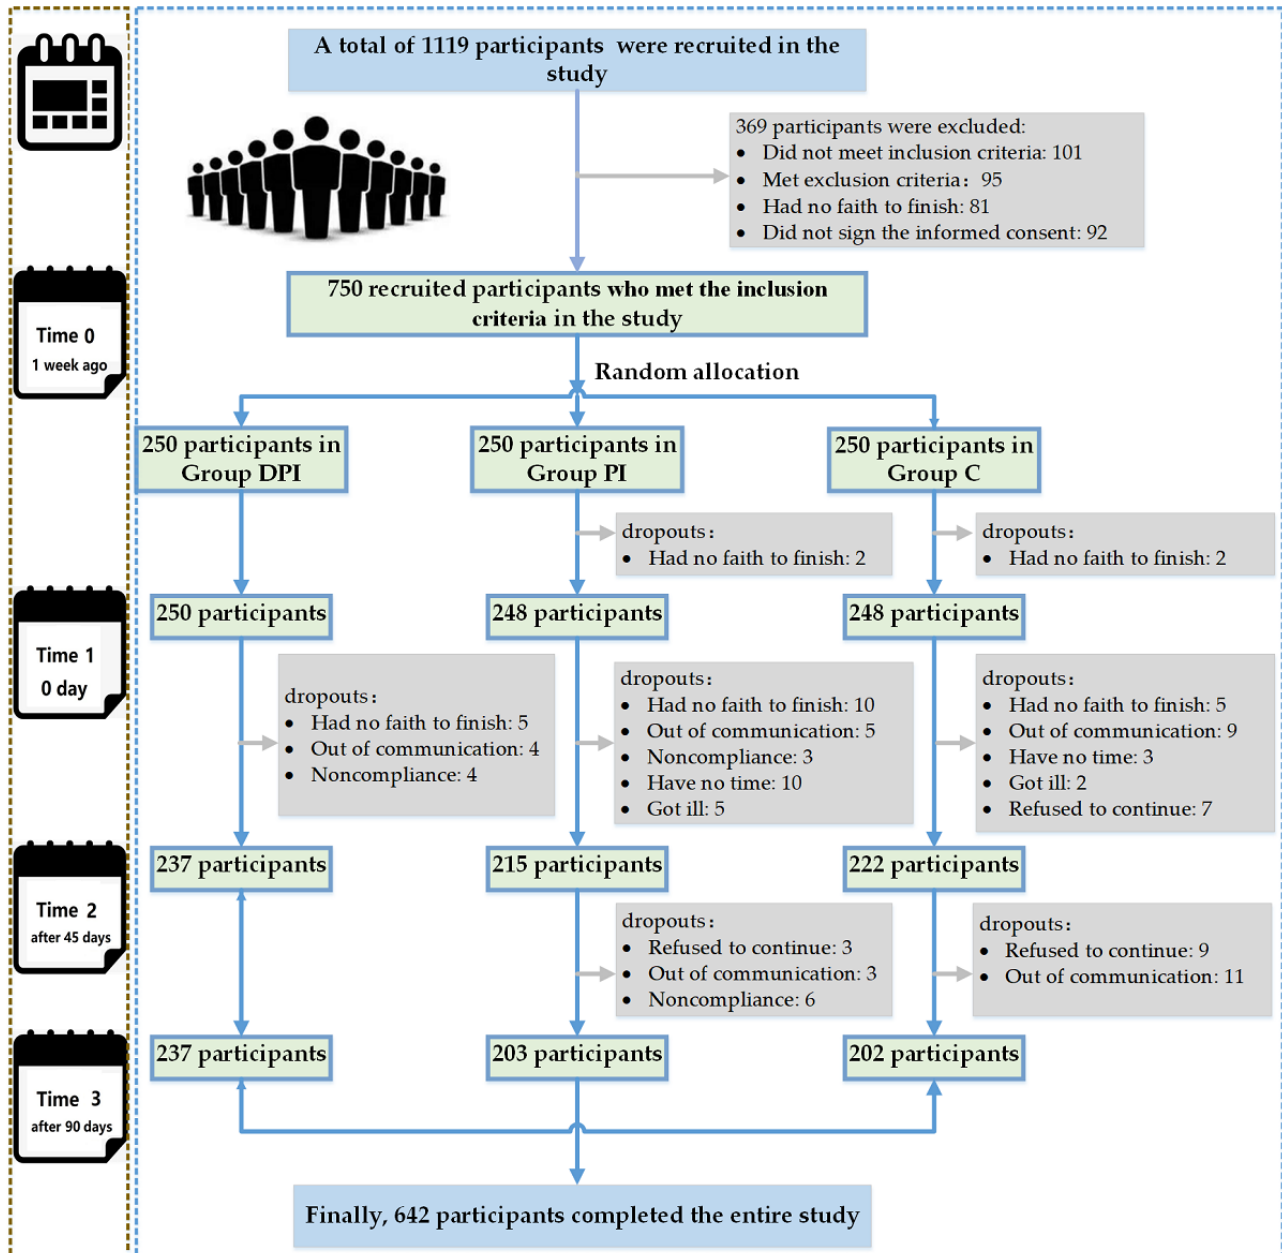 A total of 1119 participants were recruited in the
study
369 participants were excluded:
• Did not meet inclusion criteria: 101
• Met exclusion criteria：95
• Had no faith to finish: 81
• Did not sign the informed consent: 92
Time 0
1 week ago
750 recruited participants who met the inclusion
criteria in the study
Random allocation
250 participants in
Group DPI
250 participants in
Group PI
250 participants in
Group C
dropouts：
• Had no faith to finish: 2
dropouts：
• Had no faith to finish: 2
Time 1
0 day
250 participants
248 participants
248 participants
dropouts：
• Had no faith to finish: 5
• Out of communication: 4
• Noncompliance: 4
dropouts：
• Had no faith to finish: 10
• Out of communication: 5
• Noncompliance: 3
• Have no time: 10
• Got ill: 5
dropouts：
• Had no faith to finish: 5
• Out of communication: 9
• Have no time: 3
• Got ill: 2
• Refused to continue: 7
Time 2
after 45 days
237 participants
215 participants
222 participants
dropouts：
• Refused to continue: 3
• Out of communication: 3
• Noncompliance: 6
dropouts：
• Refused to continue: 9
• Out of communication: 11
Time 3
after 90 days
237 participants
203 participants
202 participants
Finally, 642 participants completed the entire study